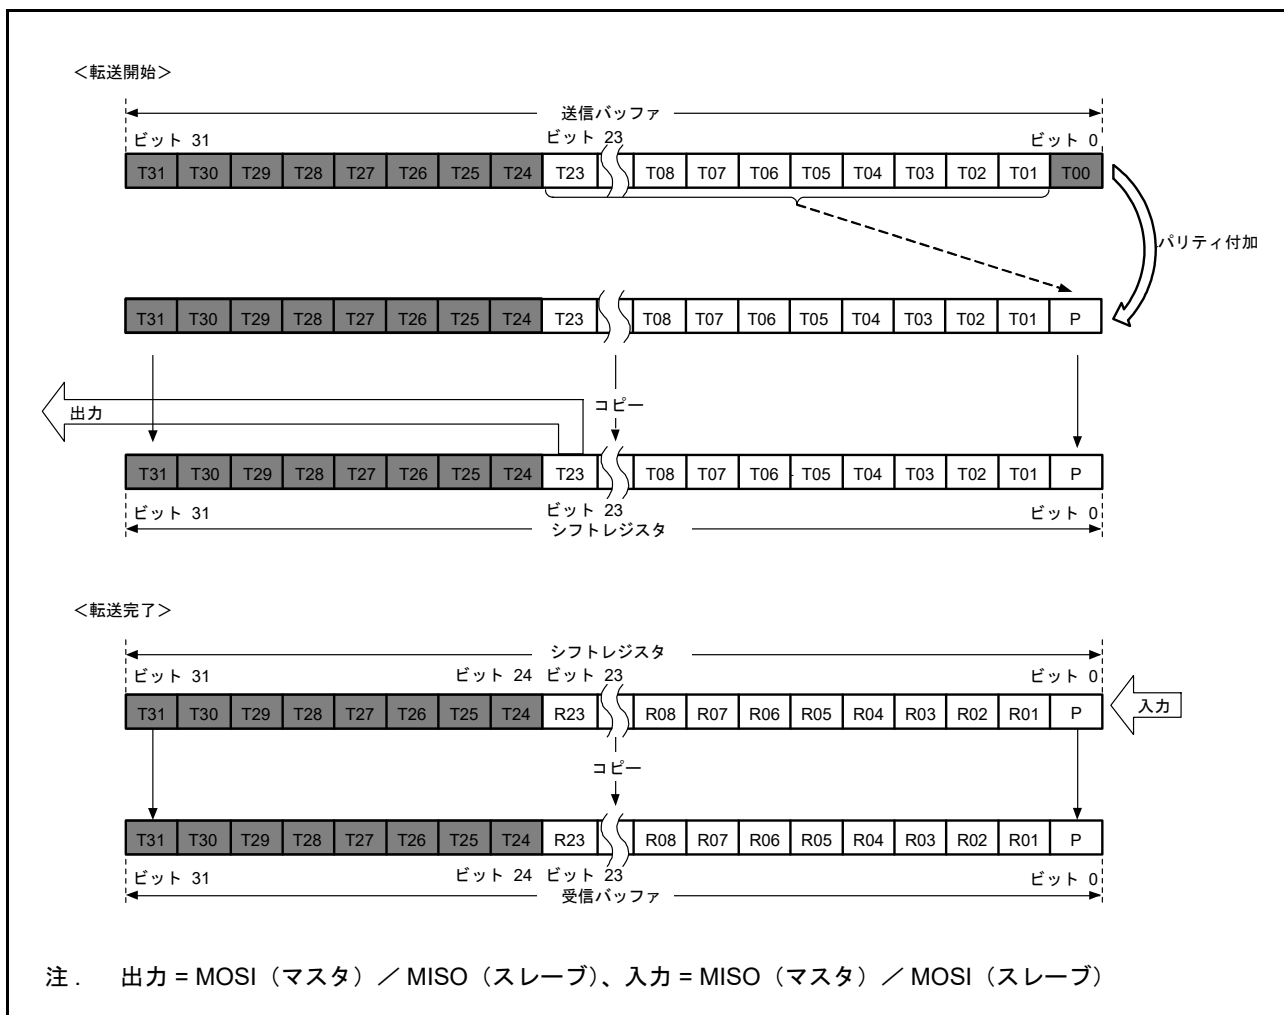 ＜転送開始＞
送信バッファ
ビット 31 ビット 23 ビット 0
T31 T30 T29 T28 T27 T26 T25 T24 T23 T08 T07 T06 T05 T04 T03 T02 T01 T00
パリティ付加
T31 T30 T29 T28 T27 T26 T25 T24 T23 T08 T07 T06 T05 T04 T03 T02 T01 P
コピー
出力
T31 T30 T29 T28 T27 T26 T25 T24 T23 T08 T07 T06 T05 T04 T03 T02 T01 P
ビット 31 ビット 23 ビット 0
シフトレジスタ
＜転送完了＞
シフトレジスタ
ビット 31 ビット 24 ビット 23 ビット 0
T31 T30 T29 T28 T27 T26 T25 T24 R23 R08 R07 R06 R05 R04 R03 R02 R01 P
入力
コピー
T31 T30 T29 T28 T27 T26 T25 T24 R23 R08 R07 R06 R05 R04 R03 R02 R01 P
ビット 31 ビット 24 ビット 23 ビット 0
受信バッファ
注． 出力 = MOSI（マスタ）／ MISO（スレーブ）、入力 = MISO（マスタ）／ MOSI（スレーブ）